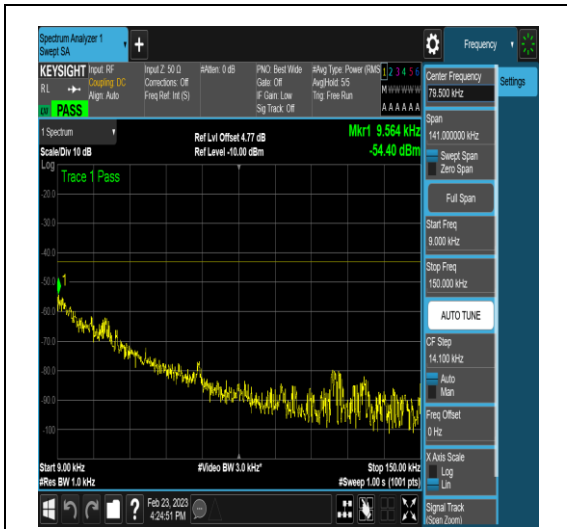 Spectrum Analyzer 1
Swept SA
+
Frequency
KEYSIGHT
Input: RF
Coupling: DC
Align: Auto
Input Z: 50 Ω
Corrections: Off
Freq Ref: Int (S)
#Atten: 0 dB
PNO: Best Wide
Gate: Off
IF Gain: Low
Sig Track: Off
#Avg Type: Power (RMS
Avg|Hold: 5/5
Trig: Free Run
1 2 3 4 5 6
M W W W W W
A A A A A A
RL
PASS
1 Spectrum
Scale/Div 10 dB
Ref Lvl Offset 4.77 dB
Ref Level -10.00 dBm
Mkr1 9.564 kHz
-54.40 dBm
Log
Trace 1 Pass
-20.0
-30.0
-40.0
-50.0
-60.0
-70.0
-80.0
-90.0
-100
1
Start 9.00 kHz
#Res BW 1.0 kHz
#Video BW 3.0 kHz*
Stop 150.00 kHz
#Sweep 1.00 s (1001 pts)
Feb 23, 2023
4:24:51 PM
?
Center Frequency
79.500 kHz
Settings
Span
141.000000 kHz
Swept Span
Zero Span
Full Span
Start Freq
9.000 kHz
Stop Freq
150.000 kHz
AUTO TUNE
CF Step
14.100 kHz
Auto
Man
Freq Offset
0 Hz
X Axis Scale
Log
Lin
Signal Track
(Span Zoom)